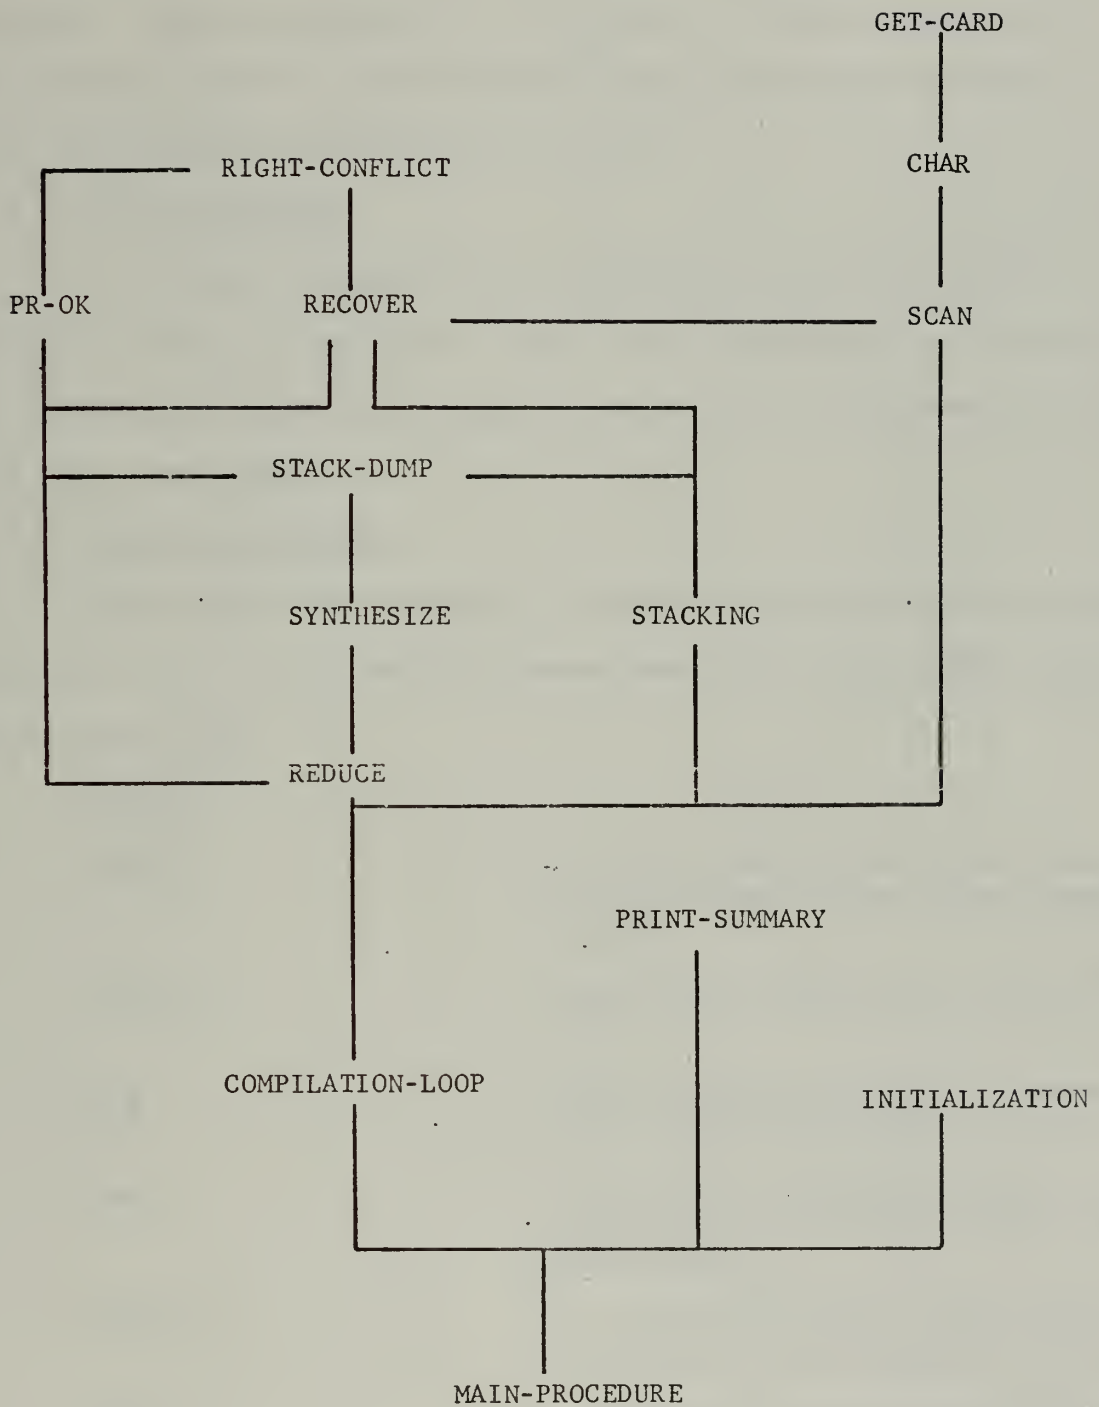 GET-CARD
RIGHT-CONFLICT
CHAR
PR-OK
RECOVER
SCAN
STACK-DUMP
SYNTHESIZE
STACKING
REDUCE
PRINT-SUMMARY
COMPILATION-LOOP
INITIALIZATION
MAIN-PROCEDURE